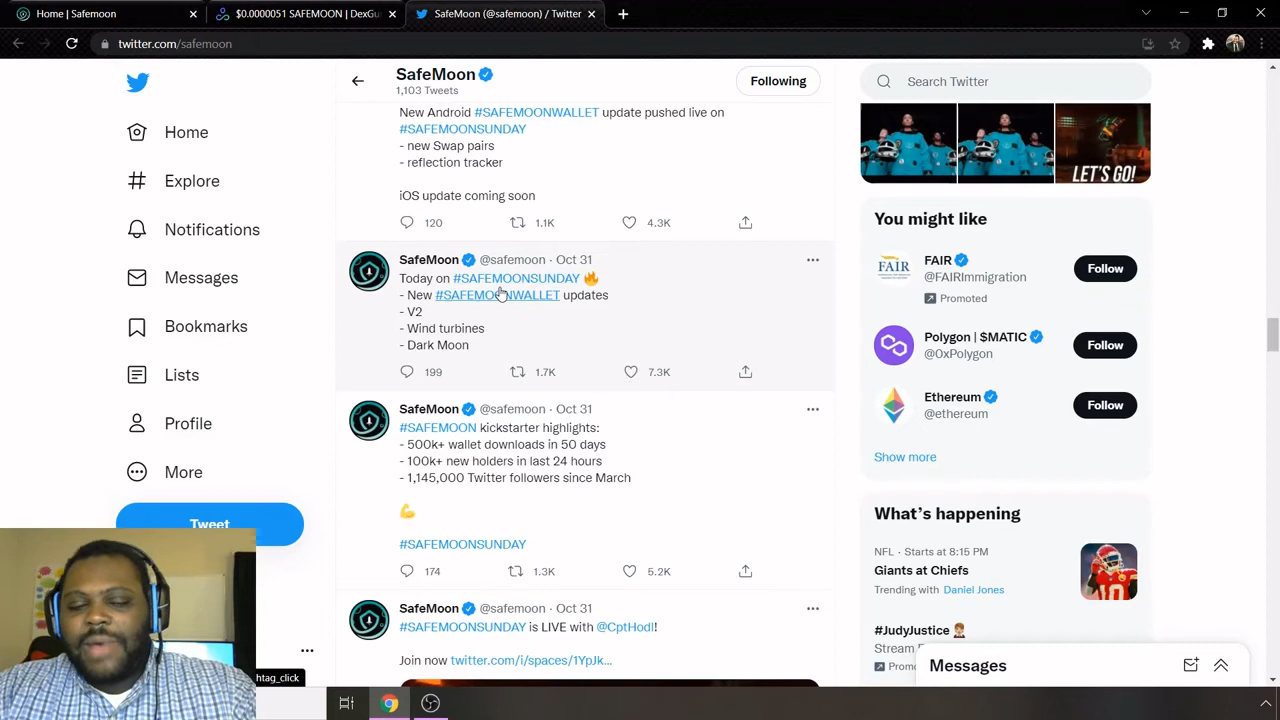 Home | Safemoon
$0.0000051 SAFEMOON | DexGu
SafeMoon (@safemoon) / Twitter
twitter.com/safemoon
SafeMoon
1,103 Tweets
Following
Search Twitter
Home
Explore
Notifications
Messages
Bookmarks
Lists
Profile
More
Tweet
New Android #SAFEMOONWALLET update pushed live on
#SAFEMOONSUNDAY
- new Swap pairs
- reflection tracker
iOS update coming soon
120 1.1K 4.3K
SafeMoon @safemoon · Oct 31
Today on #SAFEMOONSUNDAY 🔥
- New #SAFEMOONWALLET updates
- V2
- Wind turbines
- Dark Moon
199 1.7K 7.3K
SafeMoon @safemoon · Oct 31
#SAFEMOON kickstarter highlights:
- 500k+ wallet downloads in 50 days
- 100k+ new holders in last 24 hours
- 1,145,000 Twitter followers since March
💪
#SAFEMOONSUNDAY
174 1.3K 5.2K
SafeMoon @safemoon · Oct 31
#SAFEMOONSUNDAY is LIVE with @CptHodl!
Join now twitter.com/i/spaces/1YpJk...
LET'S GO!
You might like
FAIR
FAIR
@FAIRImmigration
Promoted
Follow
Polygon | $MATIC
@0xPolygon
Follow
Ethereum
@ethereum
Follow
Show more
What's happening
NFL · Starts at 8:15 PM
Giants at Chiefs
Trending with Daniel Jones
#JudyJustice
Stream
Promo
Messages
htag_click